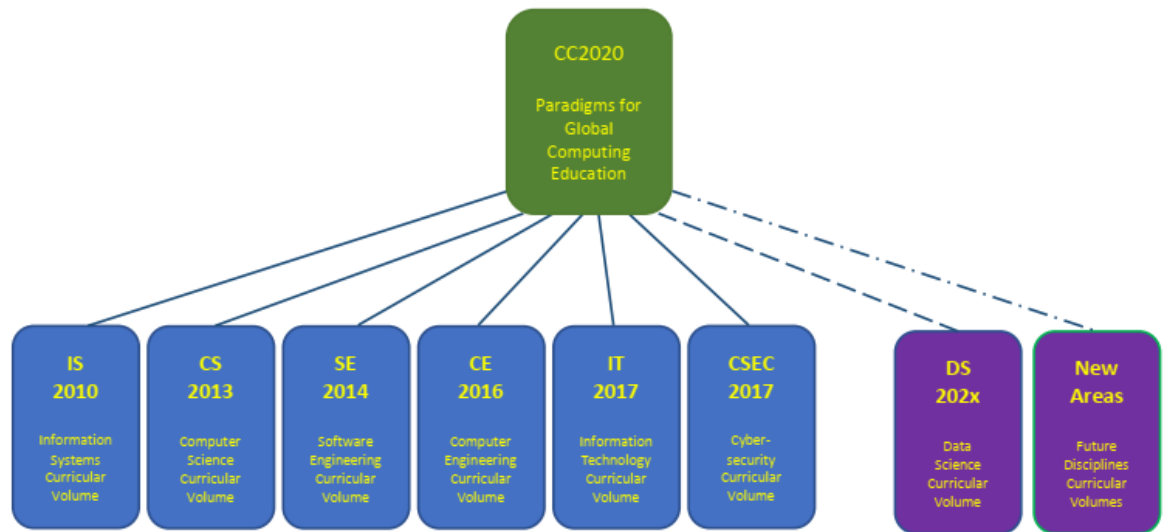 CC2020
Paradigms for
Global
Computing
Education
IS
2010
Information
Systems
Curricular
Volume
CS
2013
Computer
Science
Curricular
Volume
SE
2014
Software
Engineering
Curricular
Volume
CE
2016
Computer
Engineering
Curricular
Volume
IT
2017
Information
Technology
Curricular
Volume
CSEC
2017
Cyber-
security
Curricular
Volume
DS
202x
Data
Science
Curricular
Volume
New
Areas
Future
Disciplines
Curricular
Volumes